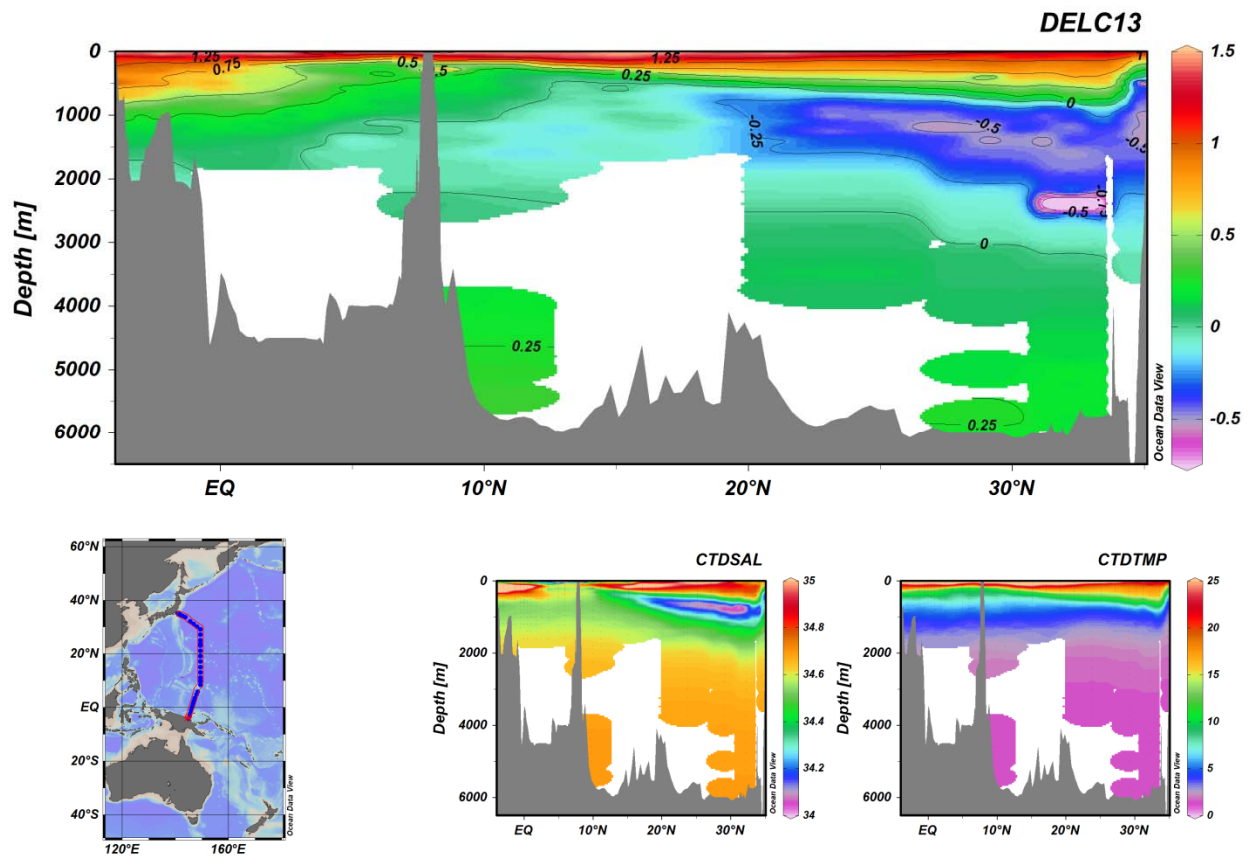 DELC13
Depth [m]
0
1000
2000
3000
4000
5000
6000
1.25
0.75
0.5
,5
1.25
0.25
0
1
-0.25
-0.5
-0.5
-0.5
0
0.25
0.25
EQ
10°N
20°N
30°N
Ocean Data View
1.5
1
0.5
0
-0.5
60°N
40°N
20°N
EQ
20°S
40°S
120°E
160°E
Ocean Data View
CTDSAL
Depth [m]
0
2000
4000
6000
EQ
10°N
20°N
30°N
Ocean Data View
35
34.8
34.6
34.4
34.2
34
CTDTMP
Depth [m]
0
2000
4000
6000
EQ
10°N
20°N
30°N
Ocean Data View
25
20
15
10
5
0